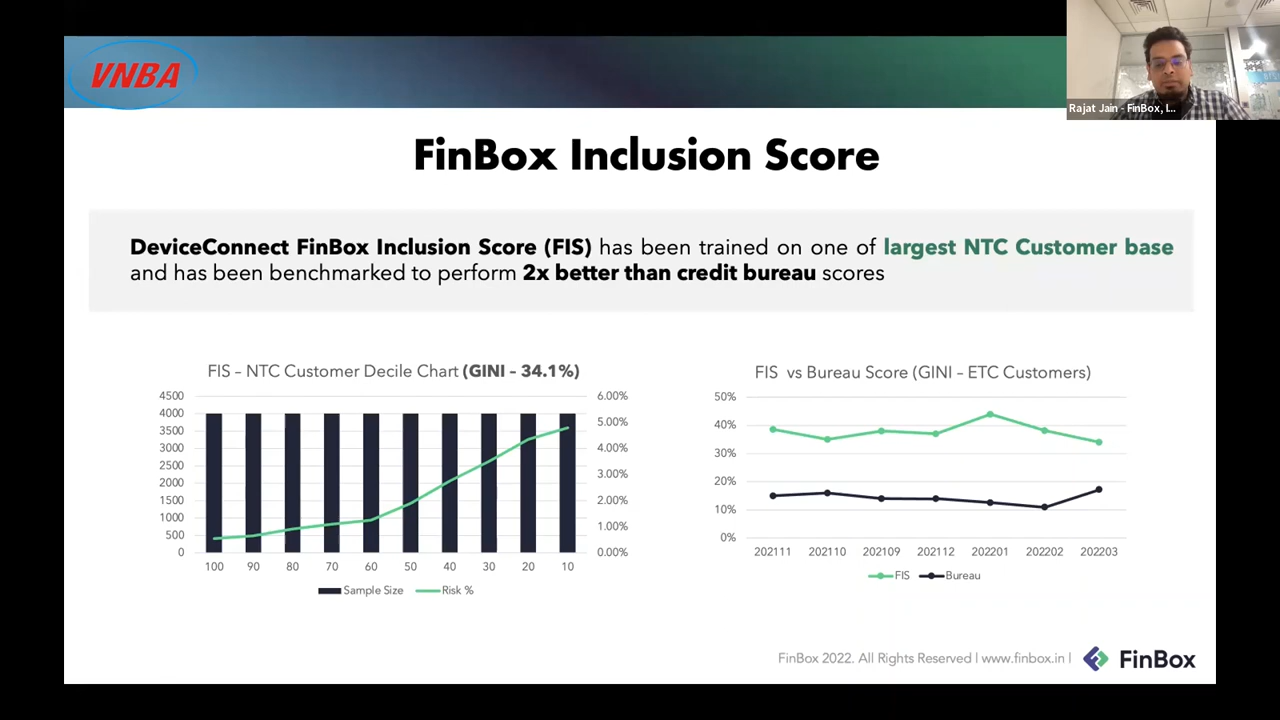 VNBA
Rajat Jain - FinBox, I...
FinBox Inclusion Score
DeviceConnect FinBox Inclusion Score (FIS) has been trained on one of largest NTC Customer base
and has been benchmarked to perform 2x better than credit bureau scores
FIS – NTC Customer Decile Chart (GINI – 34.1%)
4500
4000
3500
3000
2500
2000
1500
1000
500
0
6.00%
5.00%
4.00%
3.00%
2.00%
1.00%
0.00%
100 90 80 70 60 50 40 30 20 10
Sample Size Risk %
FIS vs Bureau Score (GINI – ETC Customers)
50%
40%
30%
20%
10%
0%
202111 202110 202109 202112 202201 202202 202203
FIS Bureau
FinBox 2022. All Rights Reserved | www.finbox.in |
FinBox